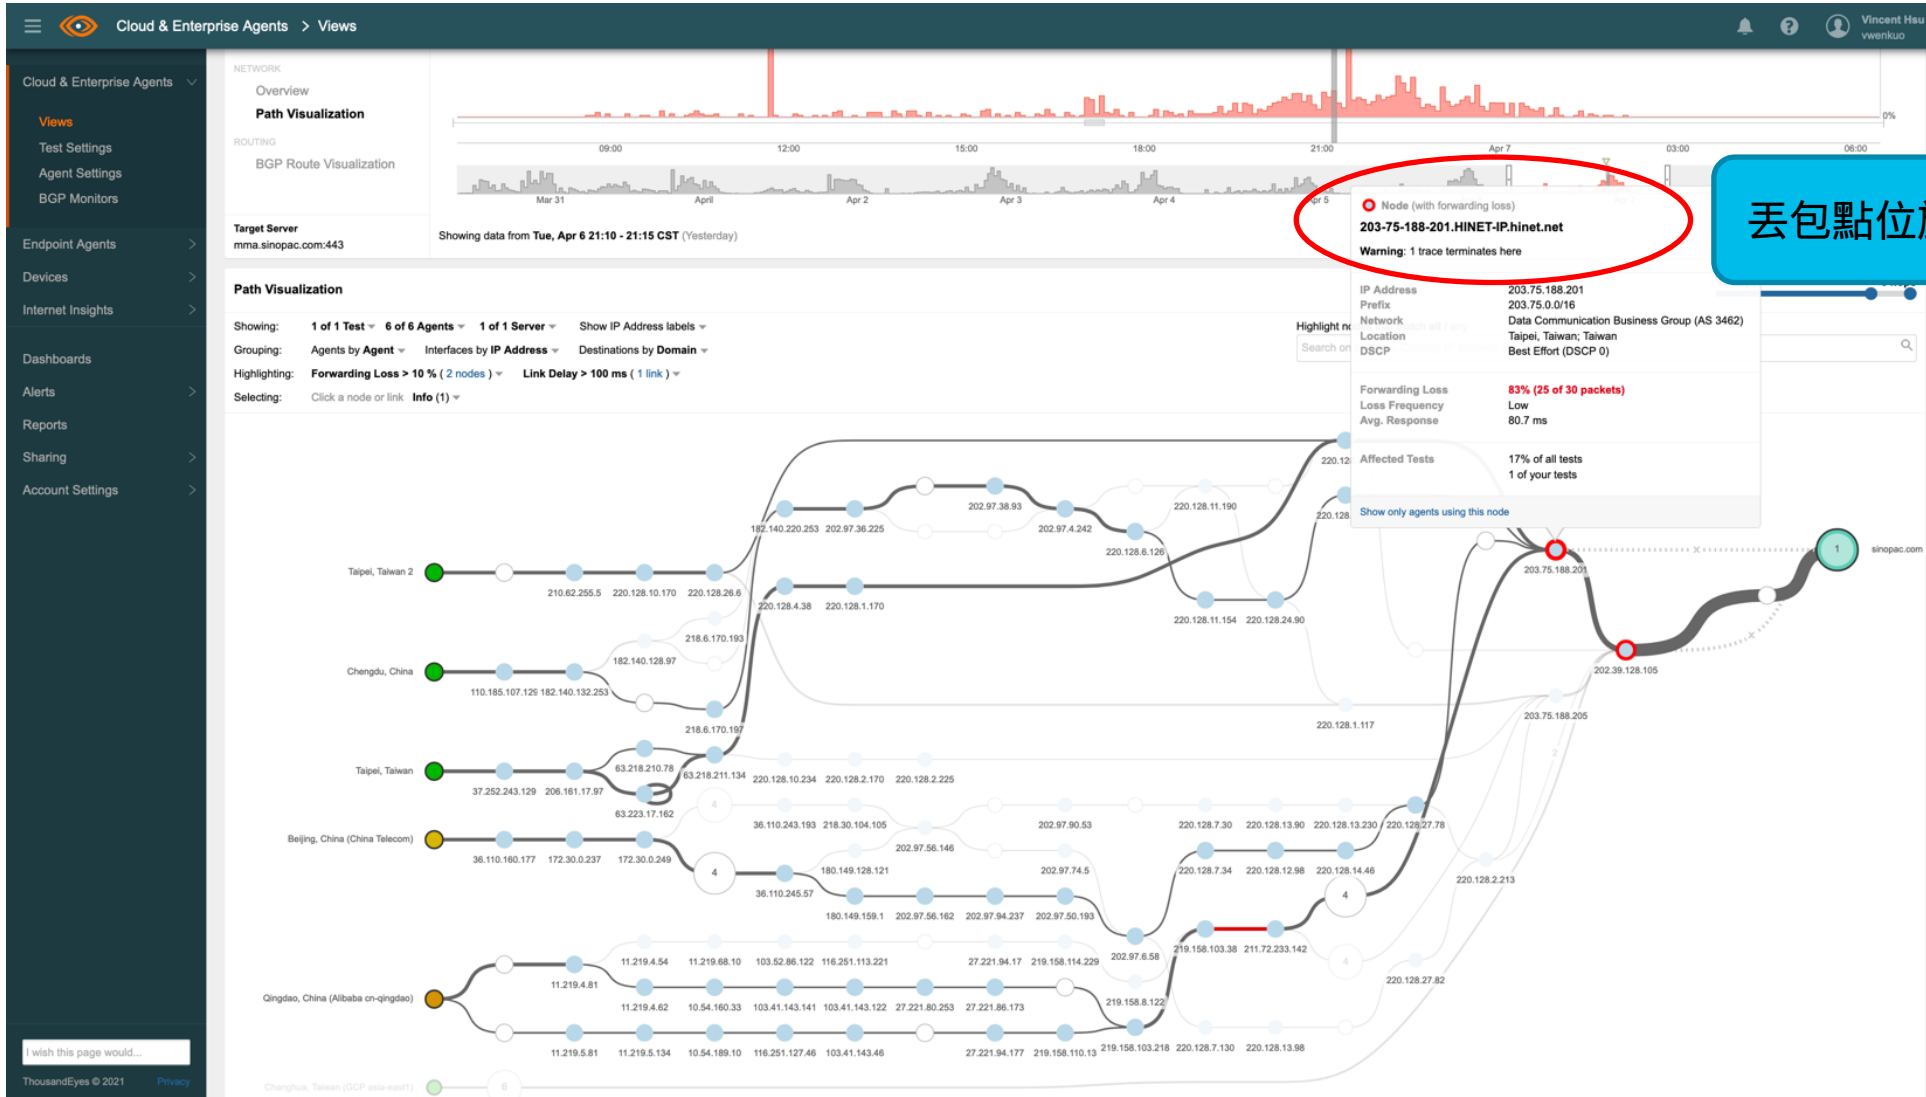 Cloud & Enterprise Agents > Views
Vincent Hsu
vwenkuo
Cloud & Enterprise Agents
Views
Test Settings
Agent Settings
BGP Monitors
Endpoint Agents
Devices
Internet Insights
Dashboards
Alerts
Reports
Sharing
Account Settings
I wish this page would...
ThousandEyes © 2021 Privacy
NETWORK
Overview
Path Visualization
ROUTING
BGP Route Visualization
Target Server
mma.sinopac.com:443
0%
09:00 12:00 15:00 18:00 21:00 Apr 7 03:00 06:00
Mar 31 April Apr 2 Apr 3 Apr 4 Apr 5
Showing data from Tue, Apr 6 21:10 - 21:15 CST (Yesterday)
丟包點位
Node (with forwarding loss)
203-75-188-201.HINET-IP.hinet.net
Warning: 1 trace terminates here
IP Address 203.75.188.201
Prefix 203.75.0.0/16
Network Data Communication Business Group (AS 3462)
Location Taipei, Taiwan; Taiwan
DSCP Best Effort (DSCP 0)
Forwarding Loss 83% (25 of 30 packets)
Loss Frequency Low
Avg. Response 80.7 ms
Affected Tests 17% of all tests
1 of your tests
Show only agents using this node
Path Visualization
Showing: 1 of 1 Test 6 of 6 Agents 1 of 1 Server Show IP Address labels
Grouping: Agents by Agent Interfaces by IP Address Destinations by Domain
Highlighting: Forwarding Loss > 10 % ( 2 nodes ) Link Delay > 100 ms ( 1 link )
Selecting: Click a node or link Info (1)
Highlight
Search
220.128.
202.97.38.93 220.128.11.190
182.140.220.253 202.97.36.225 202.97.4.242
220.128.6.126
sinopac.com
1
203.75.188.201
Taipei, Taiwan 2
210.62.255.5 220.128.10.170 220.128.26.6
220.128.4.38 220.128.1.170
220.128.11.154 220.128.24.90
218.6.170.193
x
x
182.140.128.97
Chengdu, China
202.39.128.105
110.185.107.129 182.140.132.253
203.75.188.205
218.6.170.197 220.128.1.117
2
Taipei, Taiwan
63.218.210.78 63.218.211.134 220.128.10.234 220.128.2.170 220.128.2.225
37.252.243.129 206.161.17.97
63.223.17.162 4
36.110.243.193 218.30.104.105 202.97.90.53 220.128.7.30 220.128.13.90 220.128.13.230 220.128.27.78
Beijing, China (China Telecom)
202.97.56.146
36.110.160.177 172.30.0.237 172.30.0.249
4 180.149.128.121 202.97.74.5 220.128.7.34 220.128.12.98 220.128.14.46
220.128.2.213
36.110.245.57 4
180.149.159.1 202.97.56.162 202.97.94.237 202.97.50.193
219.158.103.38 211.72.233.142
202.97.6.58
11.219.4.54 11.219.68.10 103.52.86.122 116.251.113.221 27.221.94.17 219.158.114.229 4
11.219.4.81 220.128.27.82
Qingdao, China (Alibaba cn-qingdao)
219.158.8.122
11.219.4.62 10.54.160.33 103.41.143.141 103.41.143.122 27.221.80.253 27.221.86.173
219.158.103.218 220.128.7.130 220.128.13.98
11.219.5.81 11.219.5.134 10.54.189.10 116.251.127.46 103.41.143.46 27.221.94.177 219.158.110.13
Changhua, Taiwan (GCP asia-east1) 6